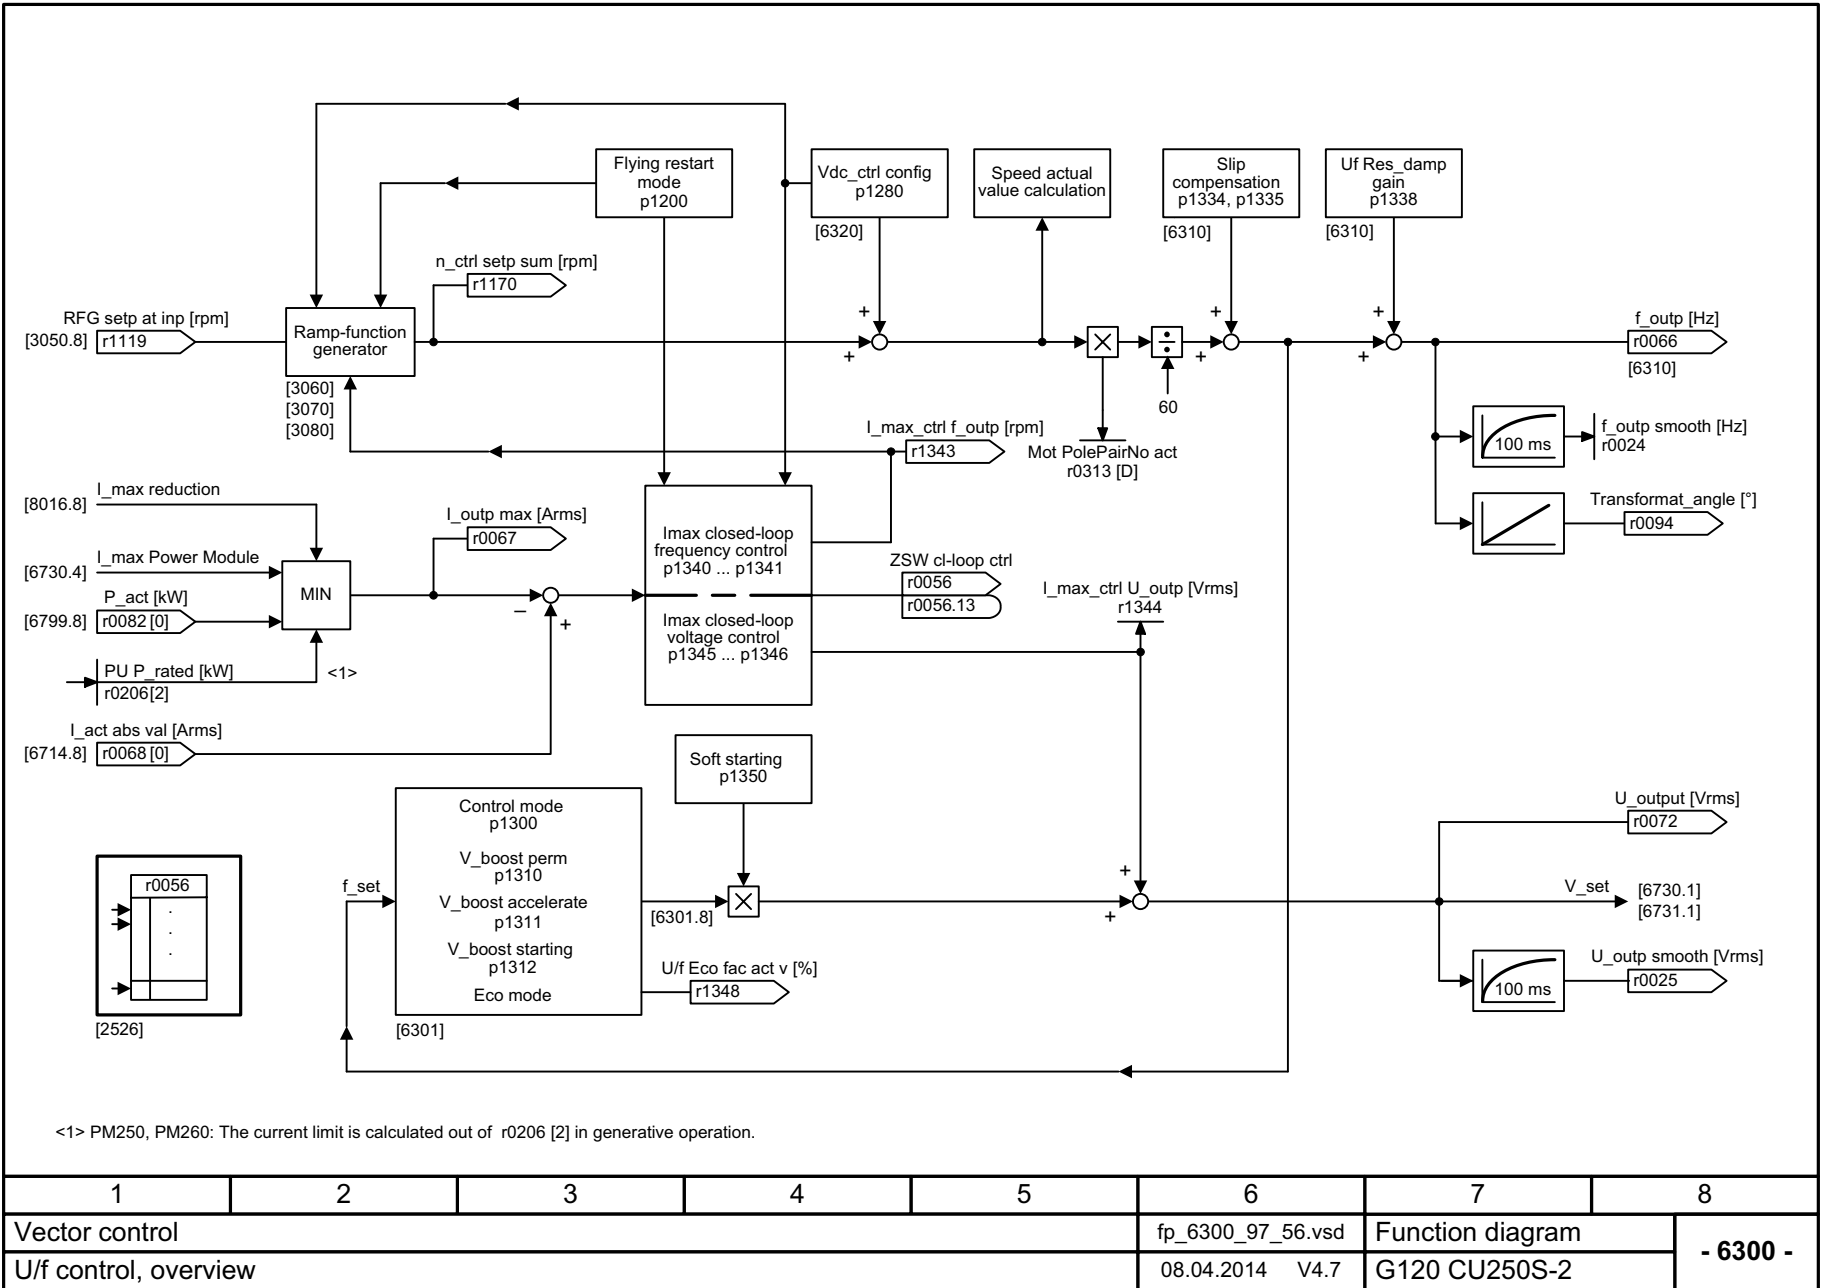 Flying restart
mode
p1200
Vdc_ctrl config
p1280
[6320]
Speed actual
value calculation
Slip
compensation
p1334, p1335
[6310]
Uf Res_damp
gain
p1338
[6310]
n_ctrl setp sum [rpm]
r1170
RFG setp at inp [rpm]
[3050.8] r1119
Ramp-function
generator
[3060]
[3070]
[3080]
+
+
60
+
+
+
+
f_outp [Hz]
r0066
[6310]
I_max_ctrl f_outp [rpm]
r1343
Mot PolePairNo act
r0313 [D]
100 ms
f_outp smooth [Hz]
r0024
Transformat_angle [°]
r0094
I_max reduction
[8016.8]
I_max Power Module
[6730.4]
P_act [kW]
[6799.8] r0082 [0]
PU P_rated [kW]
r0206[2]
<1>
MIN
I_outp max [Arms]
r0067
−
+
I_act abs val [Arms]
[6714.8] r0068 [0]
Imax closed-loop
frequency control
p1340 ... p1341
Imax closed-loop
voltage control
p1345 ... p1346
ZSW cl-loop ctrl
r0056
r0056.13
I_max_ctrl U_outp [Vrms]
r1344
Soft starting
p1350
Control mode
p1300
V_boost perm
p1310
V_boost accelerate
p1311
V_boost starting
p1312
Eco mode
[6301]
f_set
[6301.8]
U/f Eco fac act v [%]
r1348
+
+
U_output [Vrms]
r0072
V_set
[6730.1]
[6731.1]
100 ms
U_outp smooth [Vrms]
r0025
r0056
[2526]
<1> PM250, PM260: The current limit is calculated out of r0206 [2] in generative operation.
1 2 3 4 5 6 7 8
Vector control
fp_6300_97_56.vsd
Function diagram
- 6300 -
U/f control, overview
08.04.2014 V4.7
G120 CU250S-2